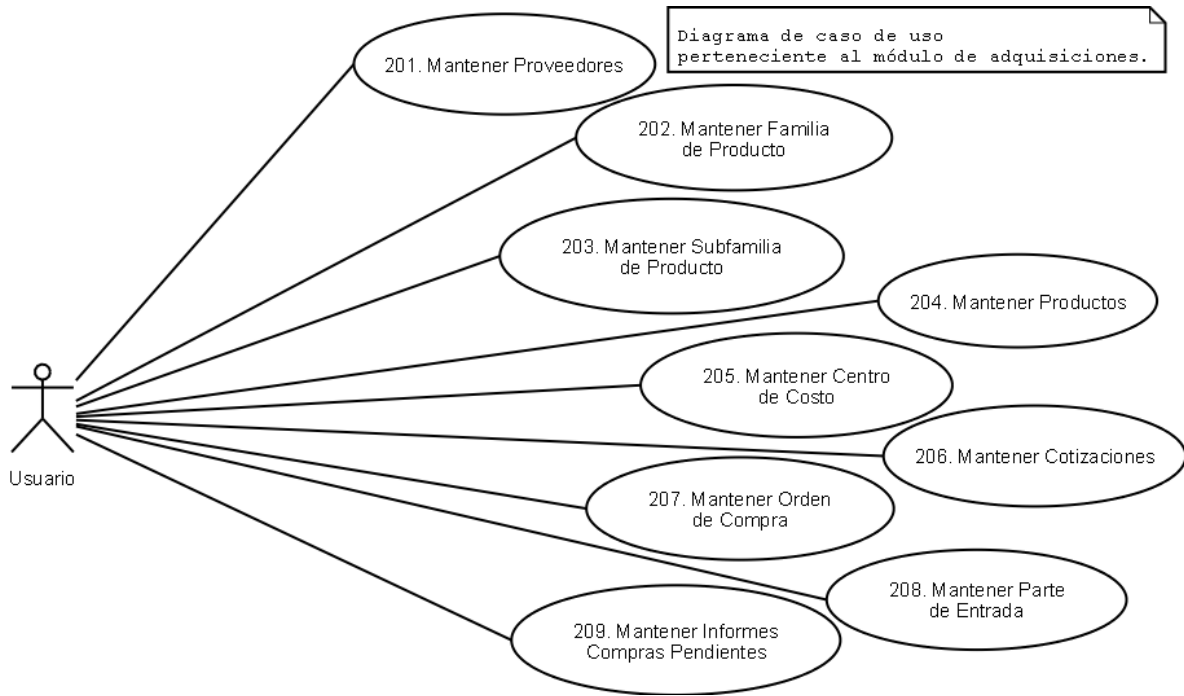 Diagrama de caso de uso
perteneciente al módulo de adquisiciones.
201. Mantener Proveedores
202. Mantener Familia
de Producto
203. Mantener Subfamilia
de Producto
204. Mantener Productos
205. Mantener Centro
de Costo
206. Mantener Cotizaciones
Usuario
207. Mantener Orden
de Compra
208. Mantener Parte
de Entrada
209. Mantener Informes
Compras Pendientes